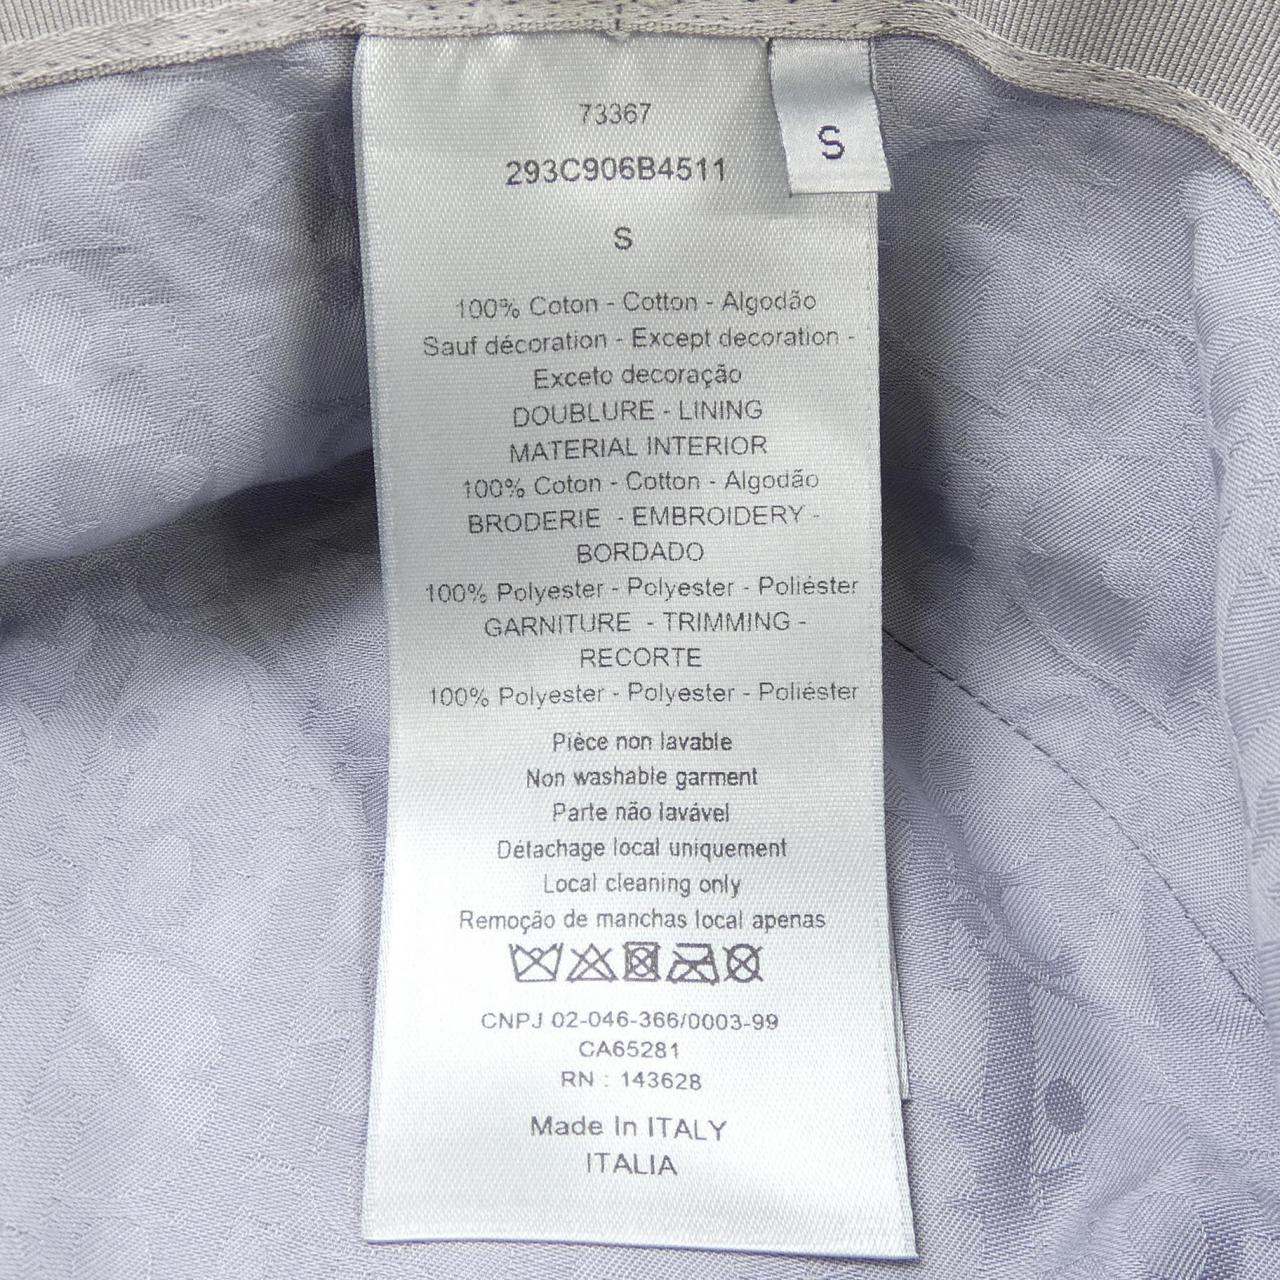 73367
293C906B4511
S
S
100% Coton - Cotton - Algodão
Sauf décoration - Except decoration -
Exceto decoração
DOUBLURE - LINING
MATERIAL INTERIOR
100% Coton - Cotton - Algodão
BRODERIE - EMBROIDERY -
BORDADO
100% Polyester - Polyester - Poliéster
GARNITURE - TRIMMING -
RECORTE
100% Polyester - Polyester - Poliéster
Pièce non lavable
Non washable garment
Parte não lavável
Détachage local uniquement
Local cleaning only
Remoção de manchas local apenas
CNPJ 02-046-366/0003-99
CA65281
RN : 143628
Made In ITALY
ITALIA